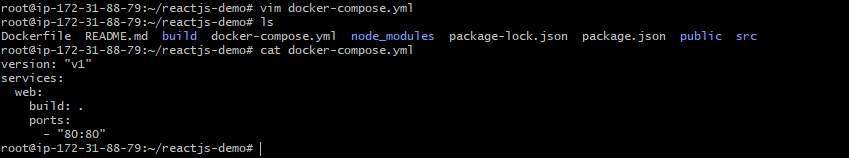 root@ip-172-31-88-79:~/reactjs-demo# vim docker-compose.yml
root@ip-172-31-88-79:~/reactjs-demo# ls
Dockerfile  README.md  build  docker-compose.yml  node_modules  package-lock.json  package.json  public  src
root@ip-172-31-88-79:~/reactjs-demo# cat docker-compose.yml
version: "v1"
services:
  web:
    build: .
    ports:
      - "80:80"
root@ip-172-31-88-79:~/reactjs-demo#